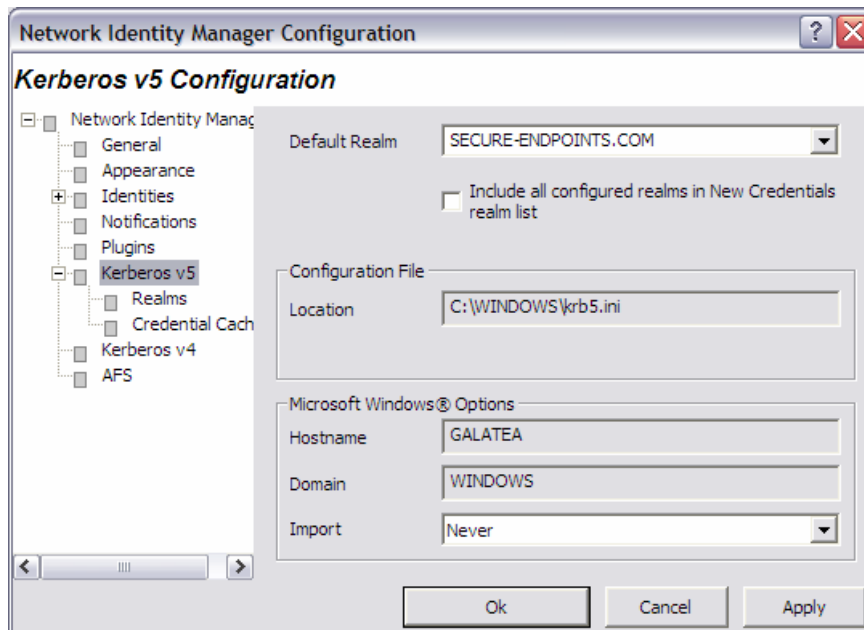 Network Identity Manager Configuration
Kerberos v5 Configuration
Network Identity Manag
General
Appearance
Identities
Notifications
Plugins
Kerberos v5
Realms
Credential Cach
Kerberos v4
AFS
Default Realm SECURE-ENDPOINTS.COM
Include all configured realms in New Credentials
realm list
Configuration File
Location C:\WINDOWS\krb5.ini
Microsoft Windows® Options
Hostname GALATEA
Domain WINDOWS
Import Never
Ok Cancel Apply